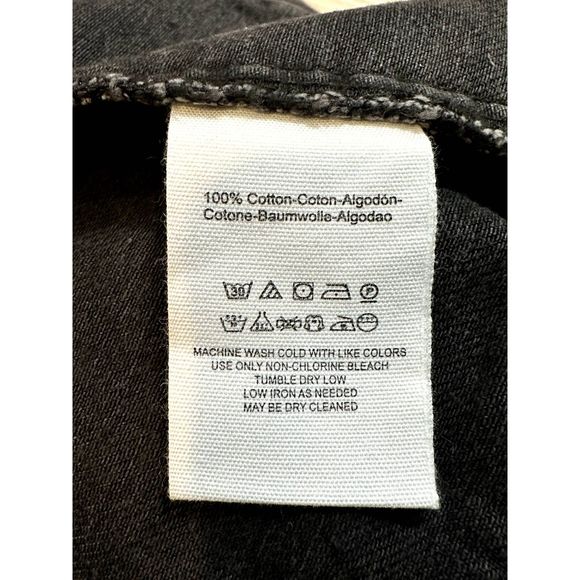 100% Cotton-Coton-Algodón-
Cotone-Baumwolle-Algodao
30 P
MACHINE WASH COLD WITH LIKE COLORS
USE ONLY NON-CHLORINE BLEACH
TUMBLE DRY LOW
LOW IRON AS NEEDED
MAY BE DRY CLEANED